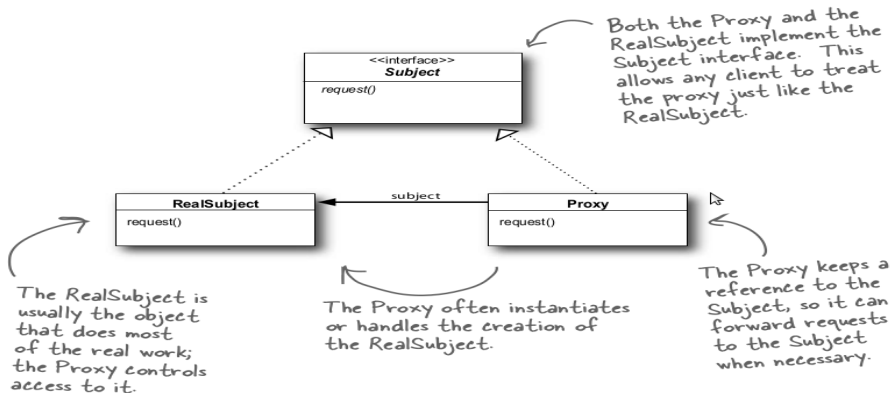 Both the Proxy and the
RealSubject implement the
Subject interface. This
allows any client to treat
the proxy just like the
RealSubject.
<<interface>>
Subject
request()
RealSubject
request()
subject
Proxy
request()
The RealSubject is
usually the object
that does most
of the real work;
the Proxy controls
access to it.
The Proxy often instantiates
or handles the creation of
the RealSubject.
The Proxy keeps a
reference to the
Subject, so it can
forward requests
to the Subject
when necessary.